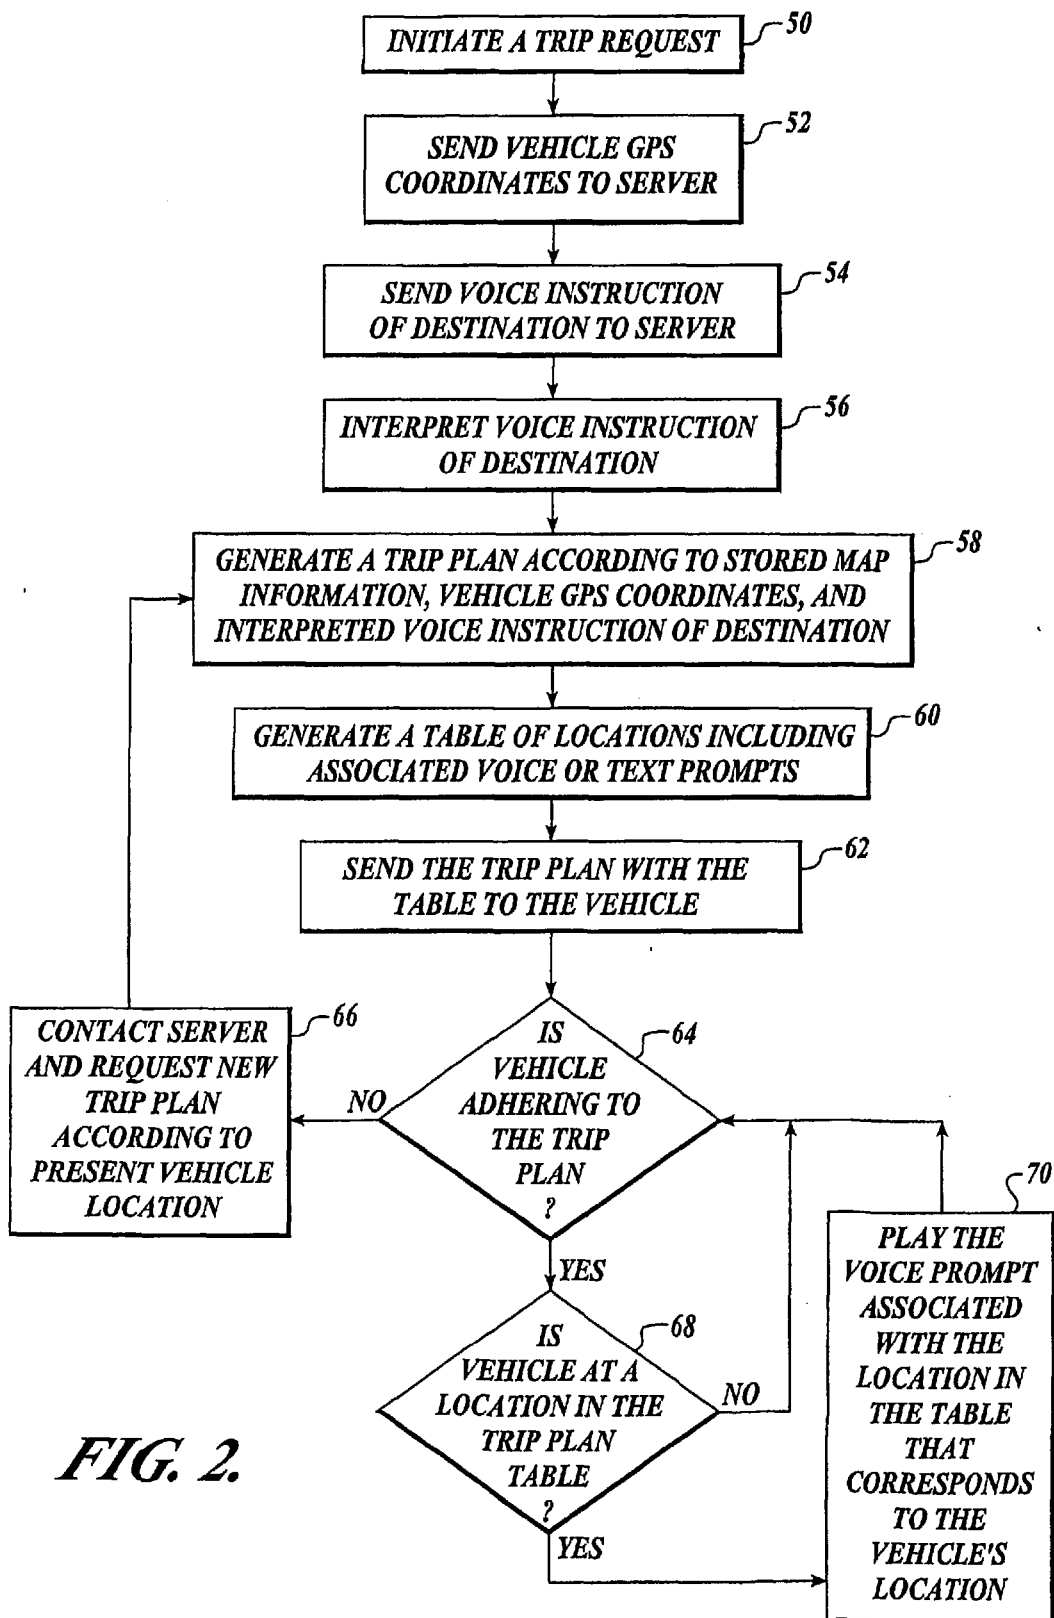 INITIATE A TRIP REQUEST
50
SEND VEHICLE GPS
COORDINATES TO SERVER
52
SEND VOICE INSTRUCTION
OF DESTINATION TO SERVER
54
INTERPRET VOICE INSTRUCTION
OF DESTINATION
56
GENERATE A TRIP PLAN ACCORDING TO STORED MAP
INFORMATION, VEHICLE GPS COORDINATES, AND
INTERPRETED VOICE INSTRUCTION OF DESTINATION
58
GENERATE A TABLE OF LOCATIONS INCLUDING
ASSOCIATED VOICE OR TEXT PROMPTS
60
SEND THE TRIP PLAN WITH THE
TABLE TO THE VEHICLE
62
IS
VEHICLE
ADHERING TO
THE TRIP
PLAN
?
64
NO
CONTACT SERVER
AND REQUEST NEW
TRIP PLAN
ACCORDING TO
PRESENT VEHICLE
LOCATION
66
YES
IS
VEHICLE AT A
LOCATION IN THE
TRIP PLAN
TABLE
?
68
NO
YES
PLAY THE
VOICE PROMPT
ASSOCIATED
WITH THE
LOCATION IN
THE TABLE
THAT
CORRESPONDS
TO THE
VEHICLE'S
LOCATION
70
FIG. 2.